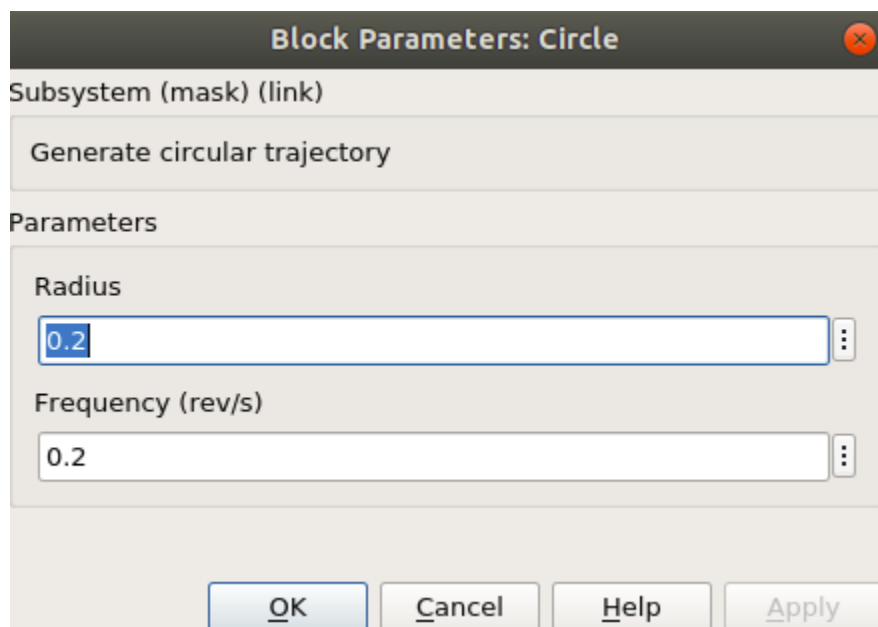 Block Parameters: Circle
Subsystem (mask) (link)
Generate circular trajectory
Parameters
Radius
0.2
Frequency (rev/s)
0.2
OK Cancel Help Apply